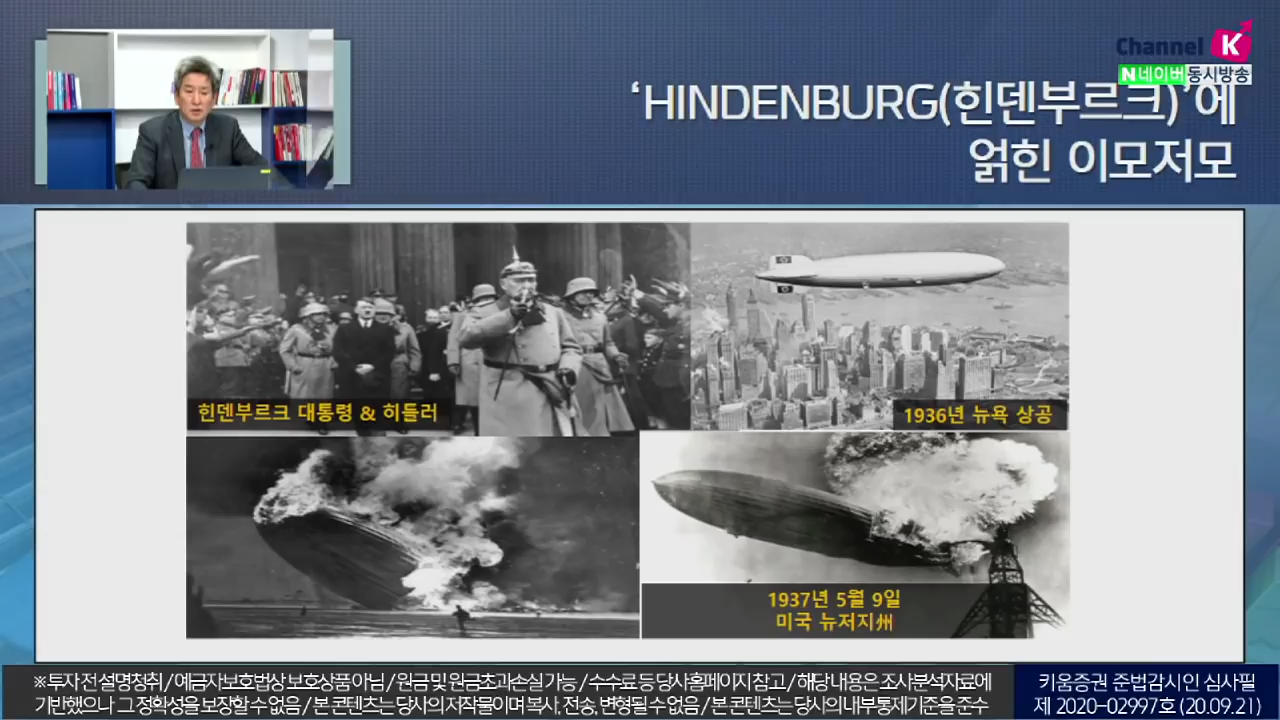 Channel K
N네이버 동시방송
‘HINDENBURG(힌덴부르크)’에
얽힌 이모저모
힌덴부르크 대통령 & 히들러
1936년 뉴욕 상공
1937년 5월 9일
미국 뉴저지州
※ 투자 전 설명청취 / 예금자보호법상 보호상품 아님 / 원금 및 원금초과손실 가능 / 수수료 등 당사홈페이지 참고 / 해당 내용은 조사분석자료에
기반했으나 그 정확성을 보장할 수 없음 / 본 콘텐츠는 당사의 저작물이며 복사, 전송, 변형될 수 없음 / 본 콘텐츠는 당사의 내부통제기준을 준수
키움증권 준법감시인 심사필
제 2020-02997호 (20.09.21)